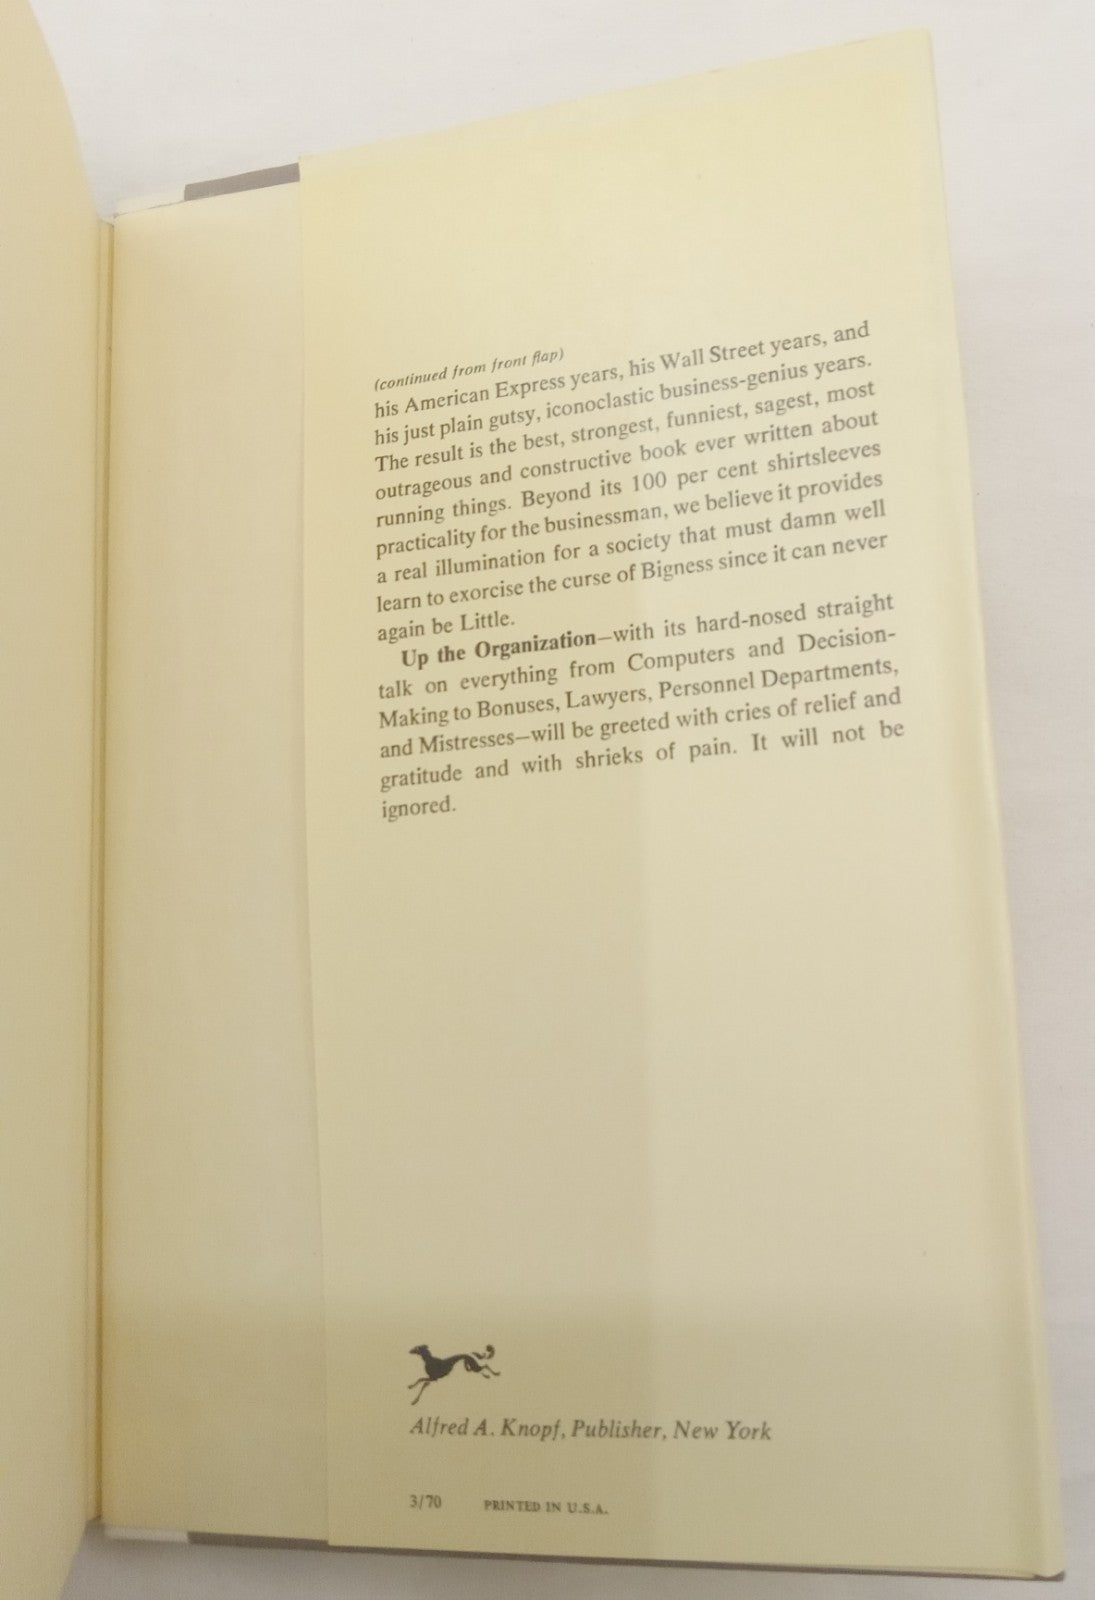 (continued from front flap)
his American Express years, his Wall Street years, and
his just plain gutsy, iconoclastic business-genius years.
The result is the best, strongest, funniest, sagest, most
outrageous and constructive book ever written about
running things. Beyond its 100 per cent shirtsleeves
practicality for the businessman, we believe it provides
a real illumination for a society that must damn well
learn to exorcise the curse of Bigness since it can never
again be Little.
Up the Organization—with its hard-nosed straight
talk on everything from Computers and Decision-
Making to Bonuses, Lawyers, Personnel Departments,
and Mistresses—will be greeted with cries of relief and
gratitude and with shrieks of pain. It will not be
ignored.
Alfred A. Knopf, Publisher, New York
3/70 PRINTED IN U.S.A.